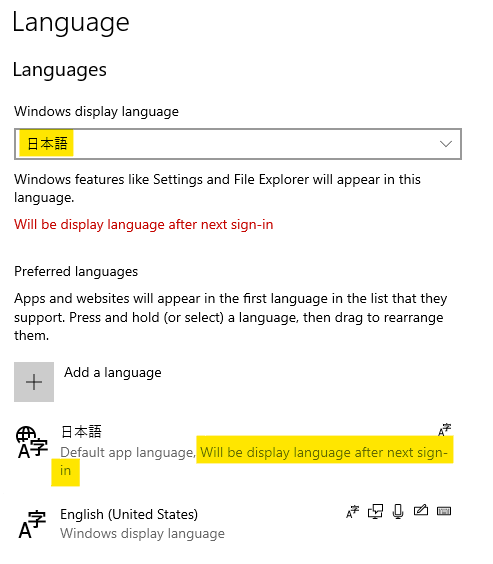 Language
Languages
Windows display language
日本語
Windows features like Settings and File Explorer will appear in this
language.
Will be display language after next sign-in
Preferred languages
Apps and websites will appear in the first language in the list that they
support. Press and hold (or select) a language, then drag to rearrange
them.
Add a language
日本語
Default app language, Will be display language after next sign-
in
English (United States)
Windows display language